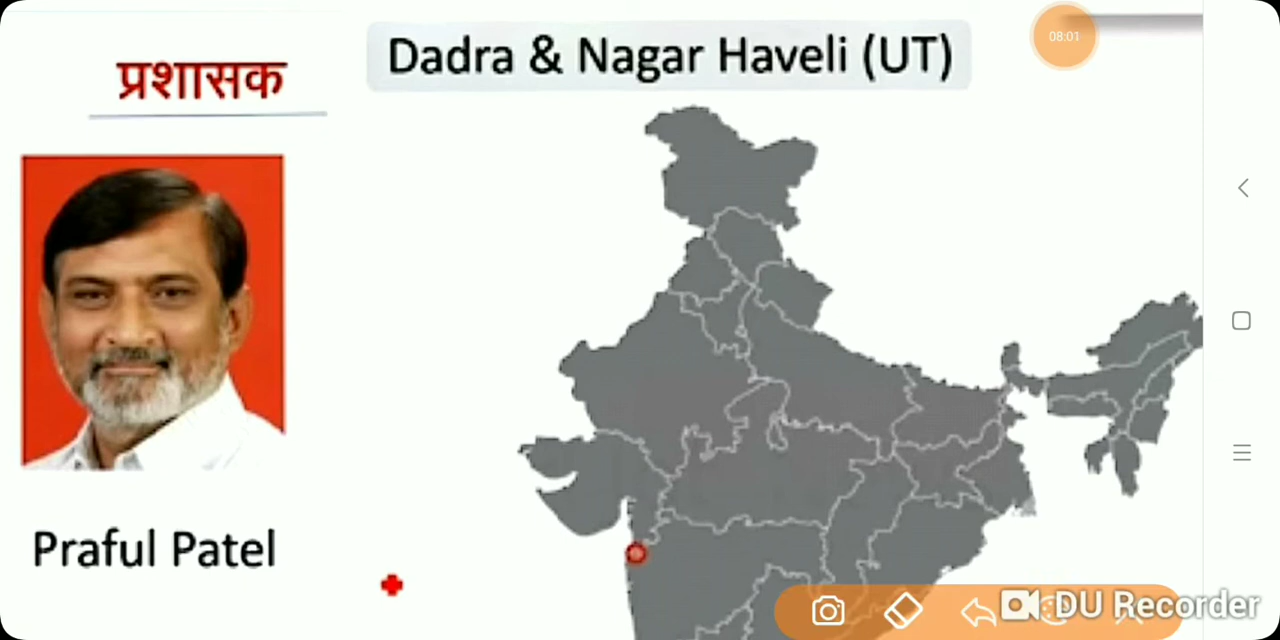 Dadra & Nagar Haveli (UT)
08:01
प्रशासक
Praful Patel
DU Recorder